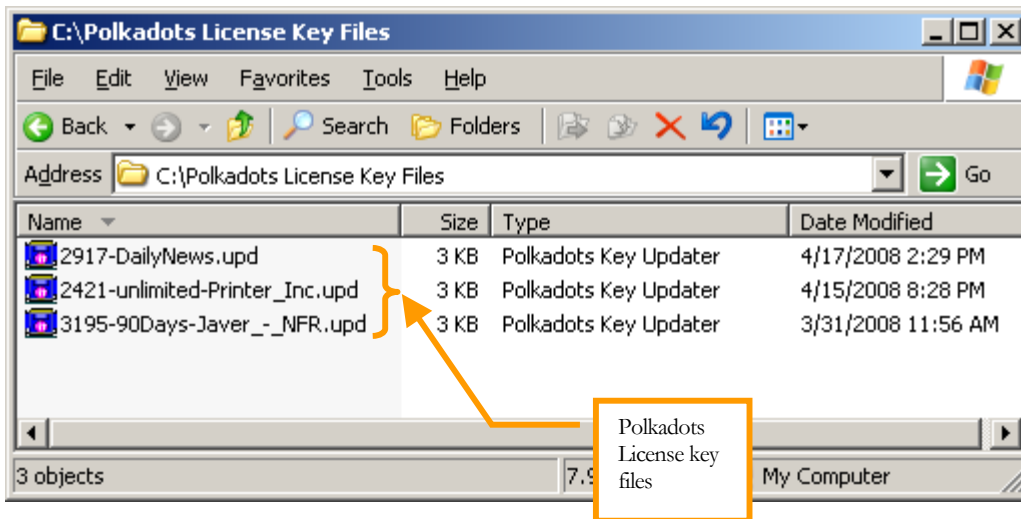 C:\Polkadots License Key Files
File Edit View Favorites Tools Help
Back Search Folders
Address C:\Polkadots License Key Files Go
Name Size Type Date Modified
2917-DailyNews.upd 3 KB Polkadots Key Updater 4/17/2008 2:29 PM
2421-unlimited-Printer_Inc.upd 3 KB Polkadots Key Updater 4/15/2008 8:28 PM
3195-90Days-Javer_-_NFR.upd 3 KB Polkadots Key Updater 3/31/2008 11:56 AM
Polkadots
License key
files
3 objects My Computer